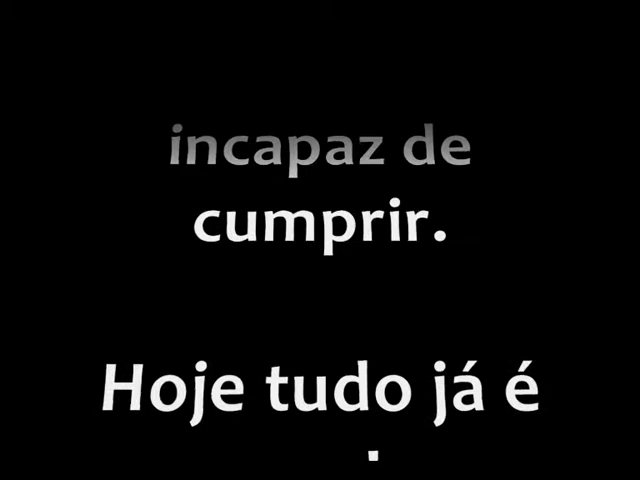 incapaz de
cumprir.
Hoje tudo já é